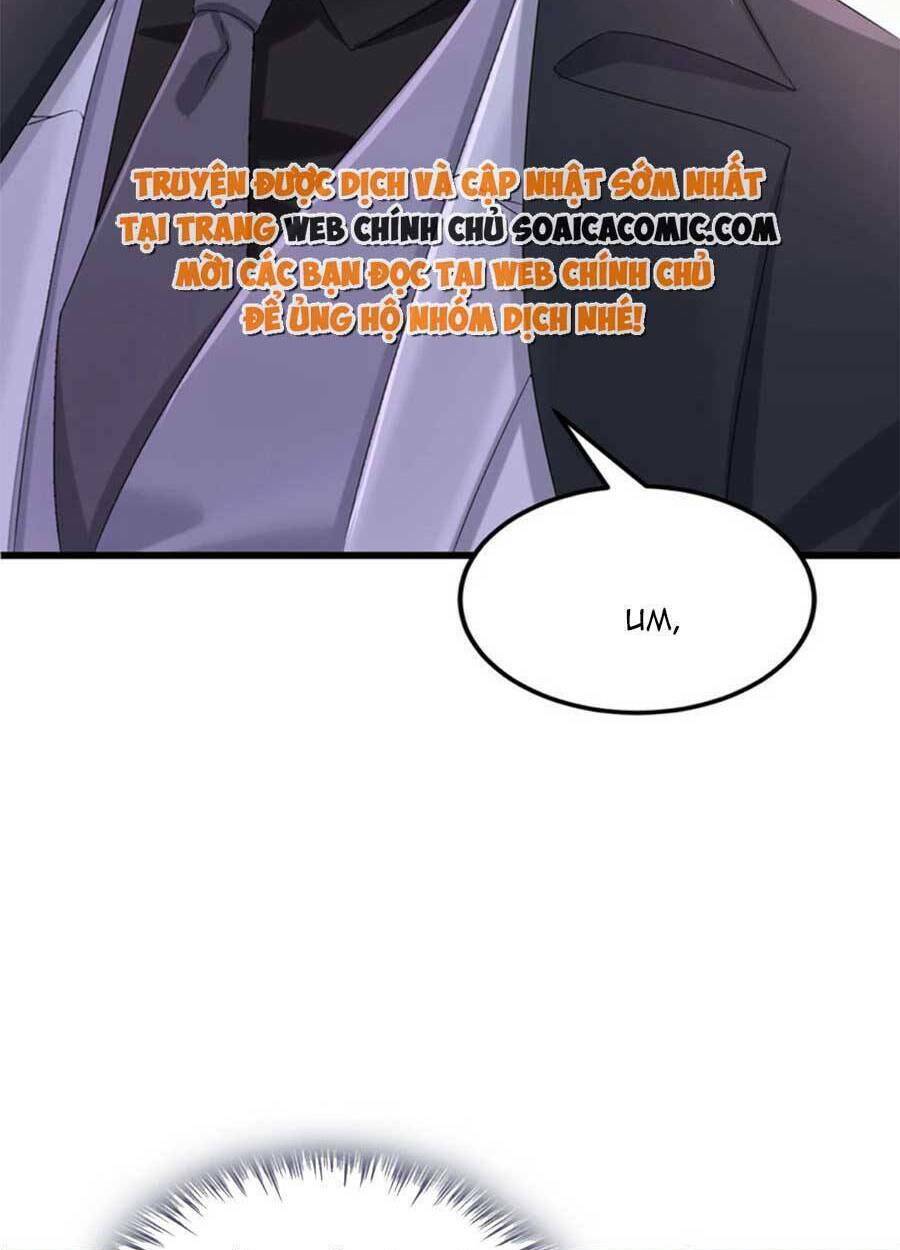 TRUYỆN ĐƯỢC DỊCH VÀ CẬP NHẬT SỚM NHẤT
TẠI TRANG WEB CHÍNH CHỦ SOAICACOMIC.COM
MỜI CÁC BẠN ĐỌC TẠI WEB CHÍNH CHỦ
ĐỂ ỦNG HỘ NHÓM DỊCH NHÉ!
UM,